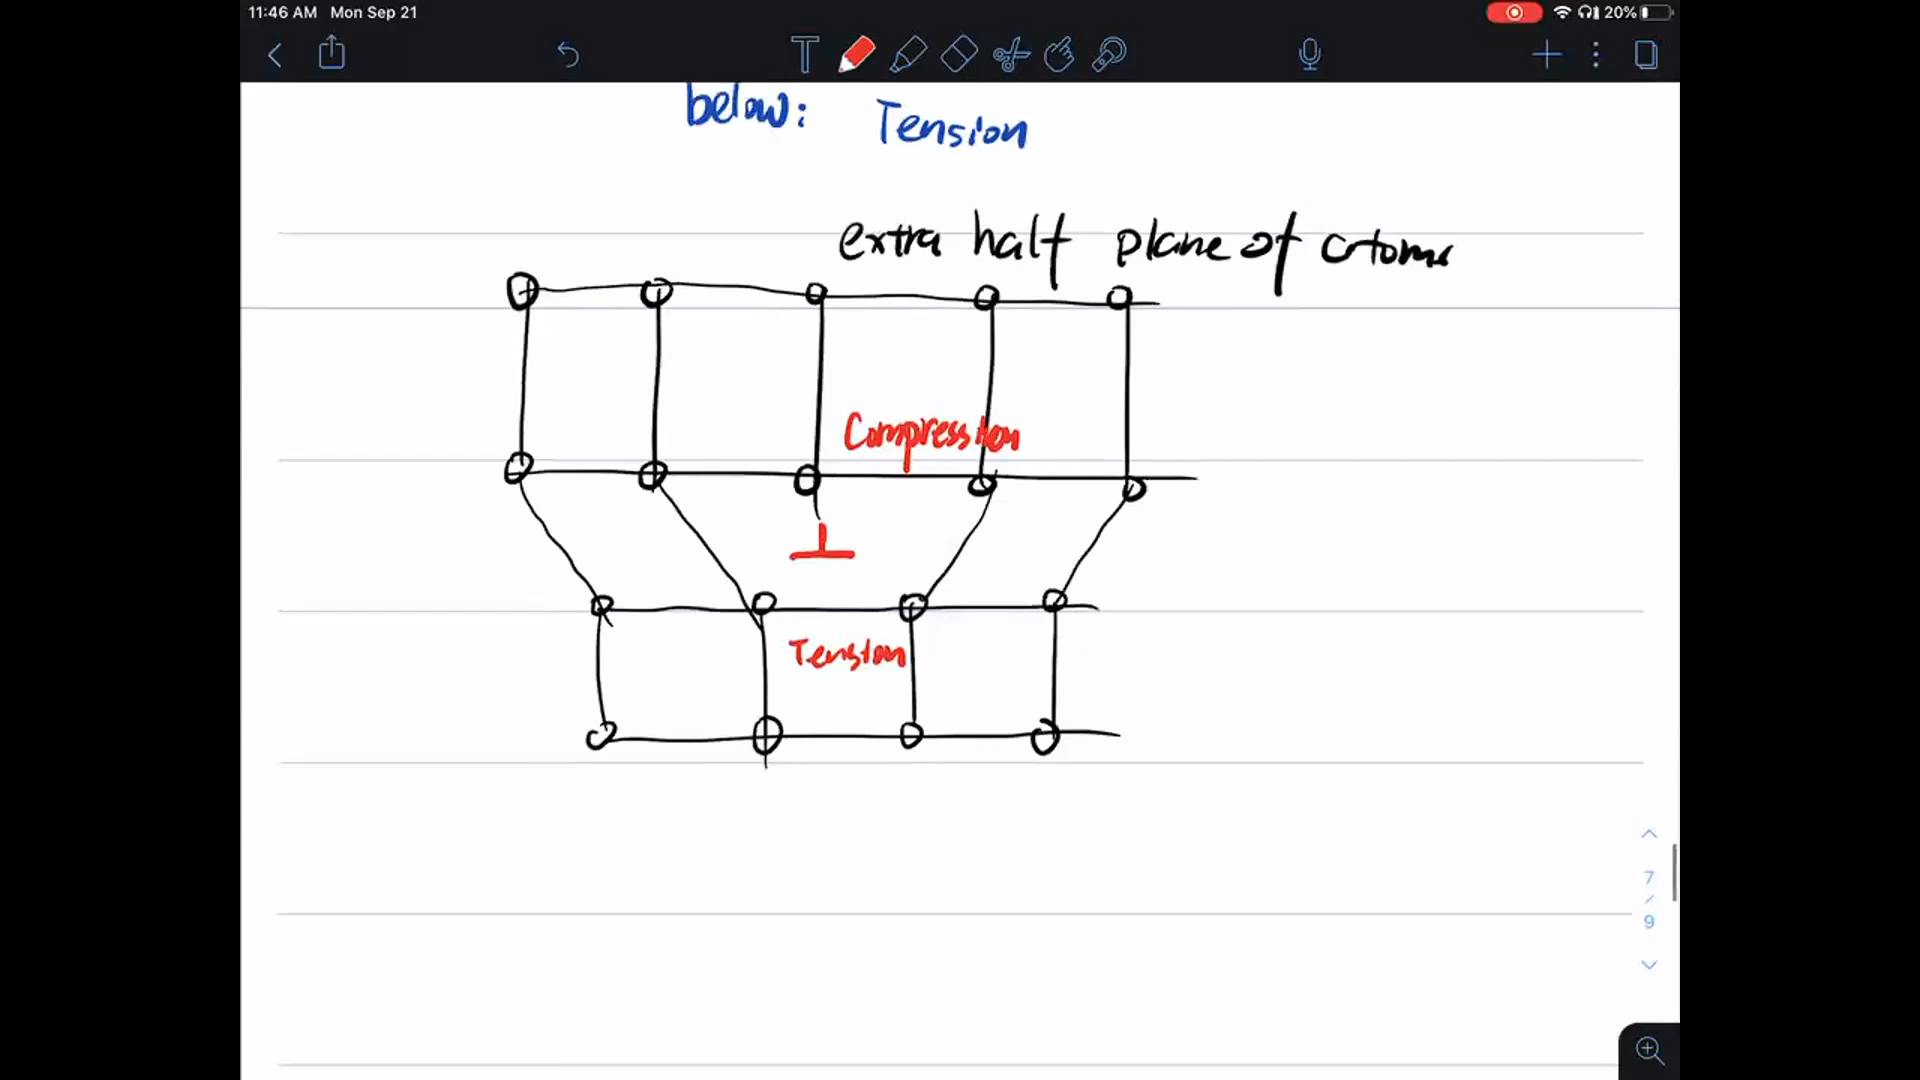 11:46 AM Mon Sep 21
20%
T
below: Tension
extra half plane of atoms
Compression
Tension
7
9